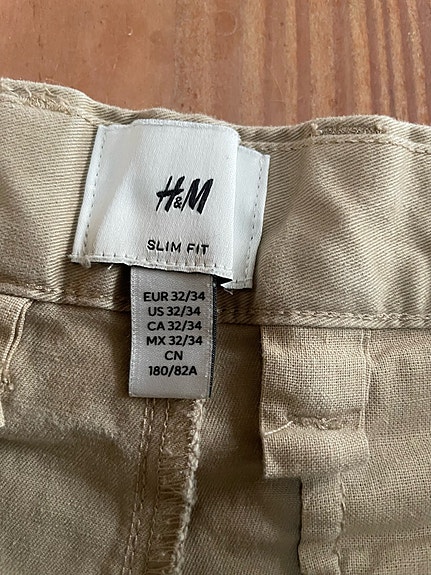 H&M
SLIM FIT
EUR 32/34
US 32/34
CA 32/34
MX 32/34
CN
180/82A